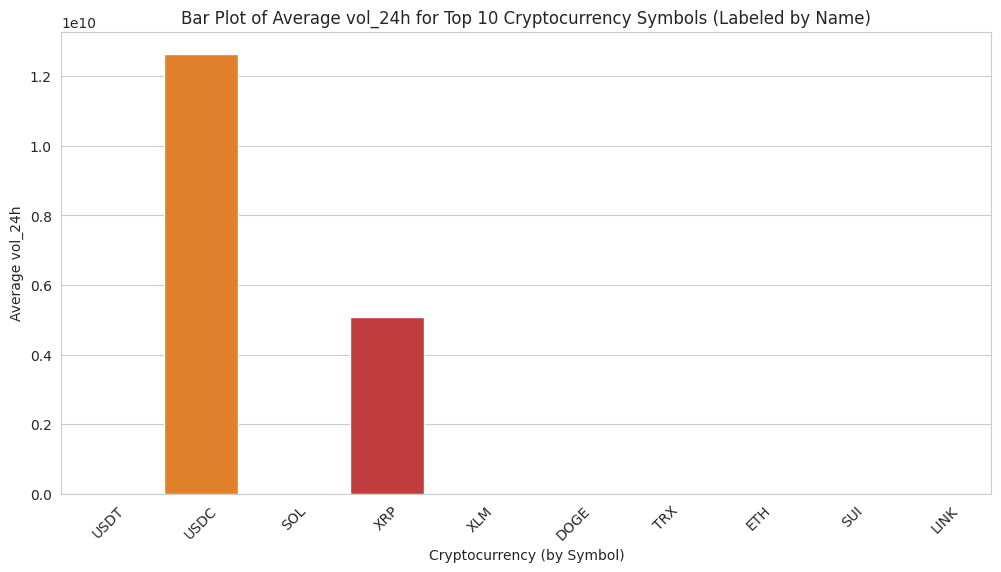 Bar Plot of Average vol_24h for Top 10 Cryptocurrency Symbols (Labeled by Name)
1e10
1.2
1.0
0.8
0.6
0.4
0.2
0.0
Average vol_24h
USDT USDC SOL XRP XLM DOGE TRX ETH SUI LINK
Cryptocurrency (by Symbol)